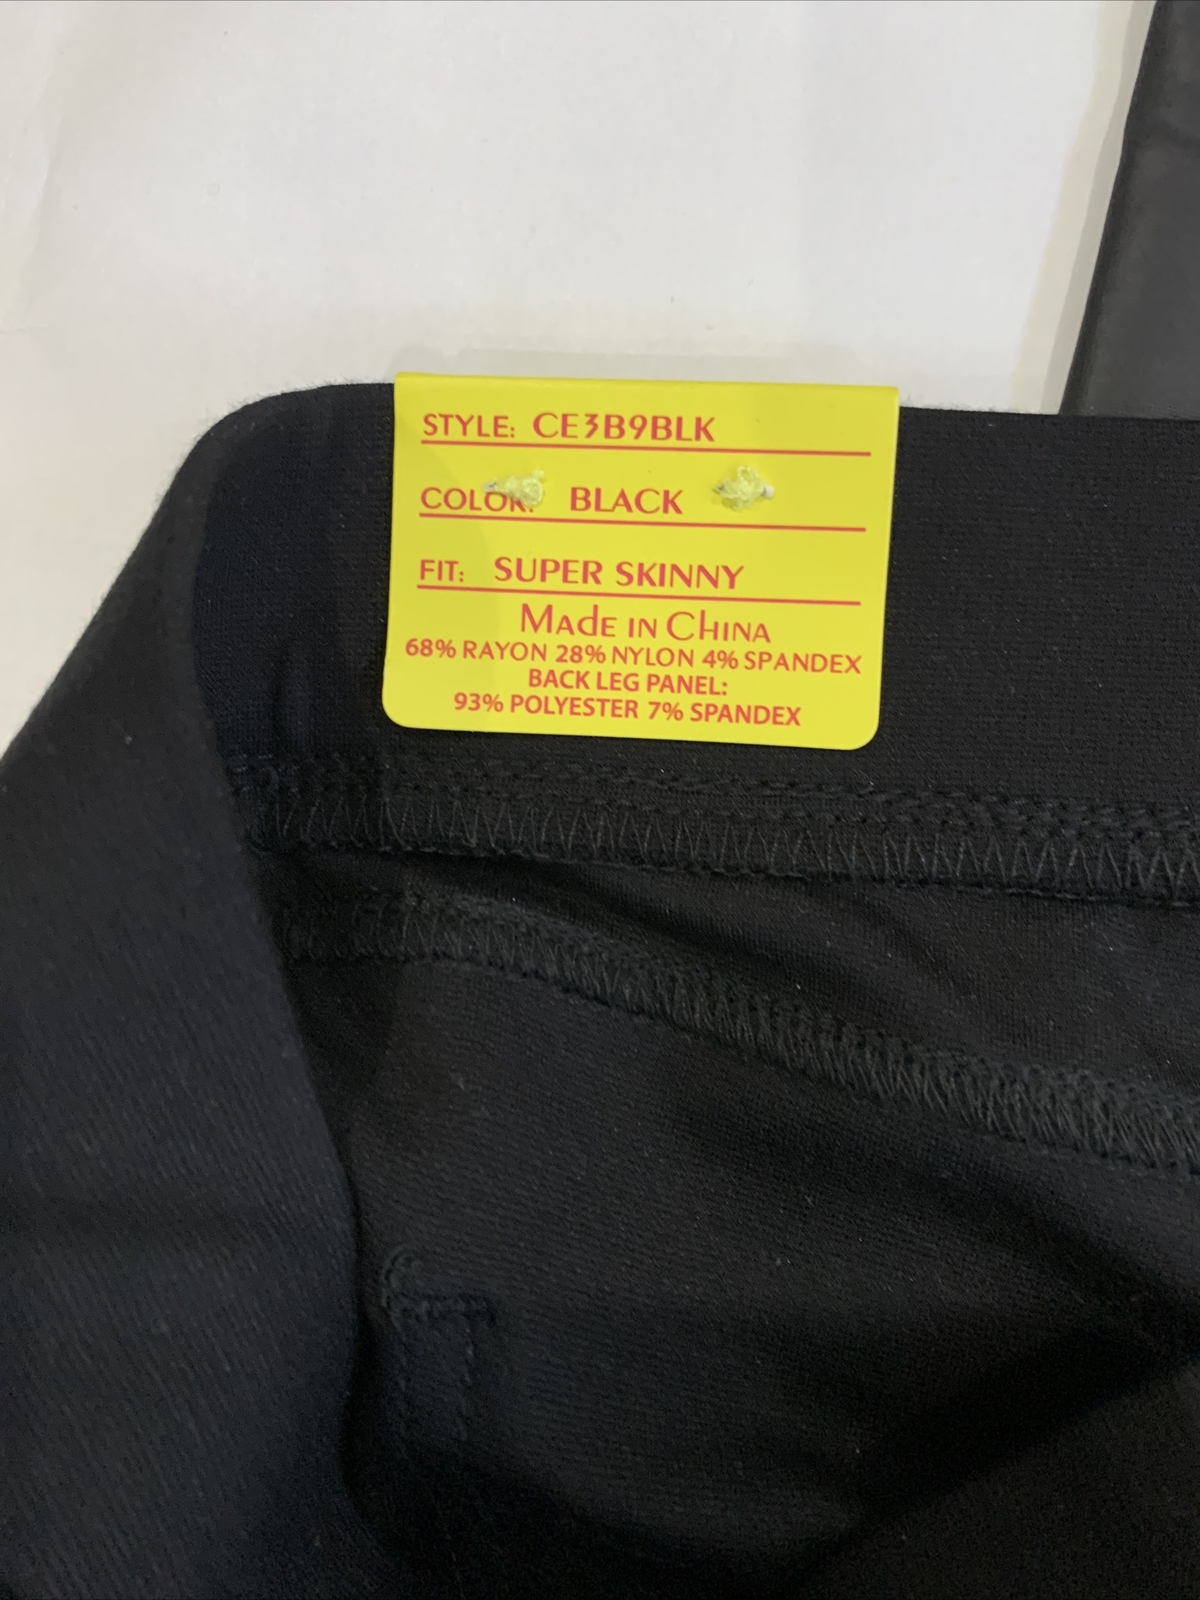 STYLE: CE3B9BLK
COLOR: BLACK
FIT: SUPER SKINNY
Made in China
68% RAYON 28% NYLON 4% SPANDEX
BACK LEG PANEL:
93% POLYESTER 7% SPANDEX